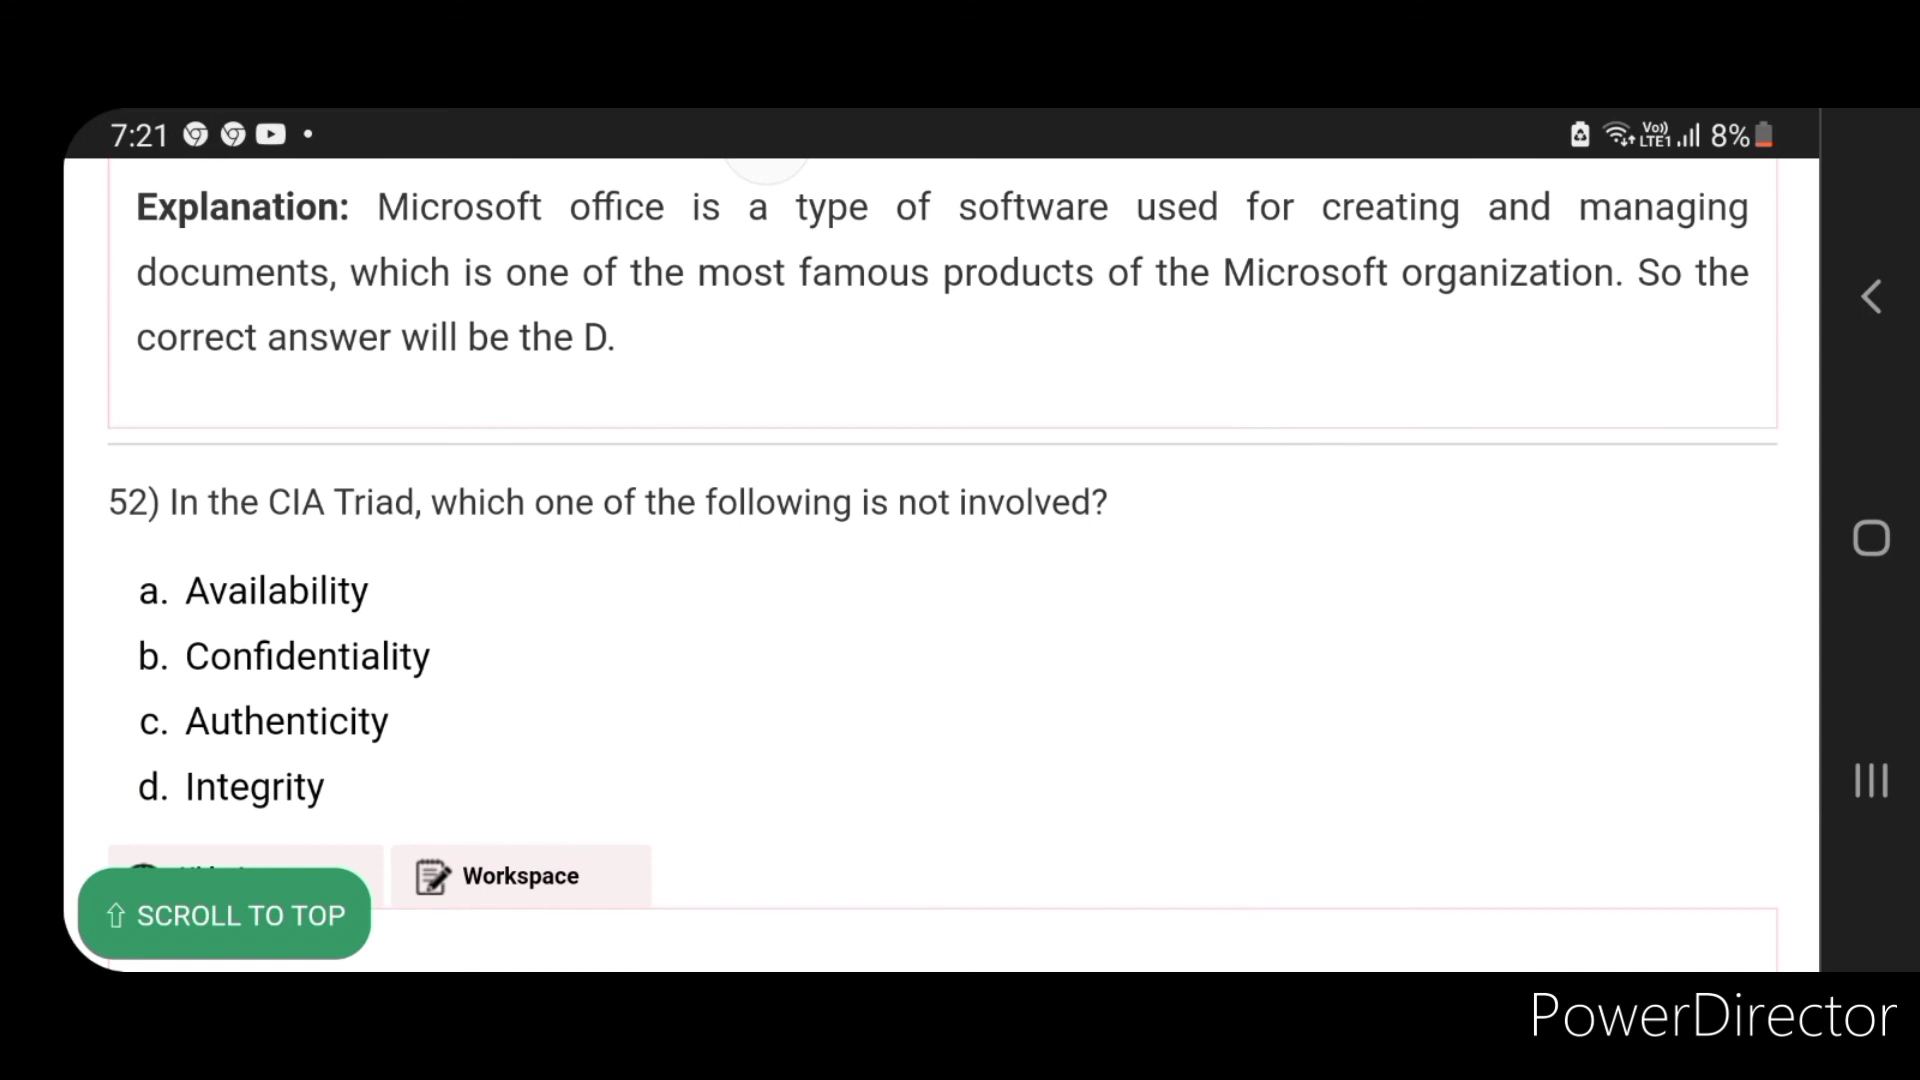 7:21
Vo))
LTE1
8%
Explanation: Microsoft office is a type of software used for creating and managing
documents, which is one of the most famous products of the Microsoft organization. So the
correct answer will be the D.
52) In the CIA Triad, which one of the following is not involved?
a. Availability
b. Confidentiality
c. Authenticity
d. Integrity
Workspace
⇧ SCROLL TO TOP
PowerDirector